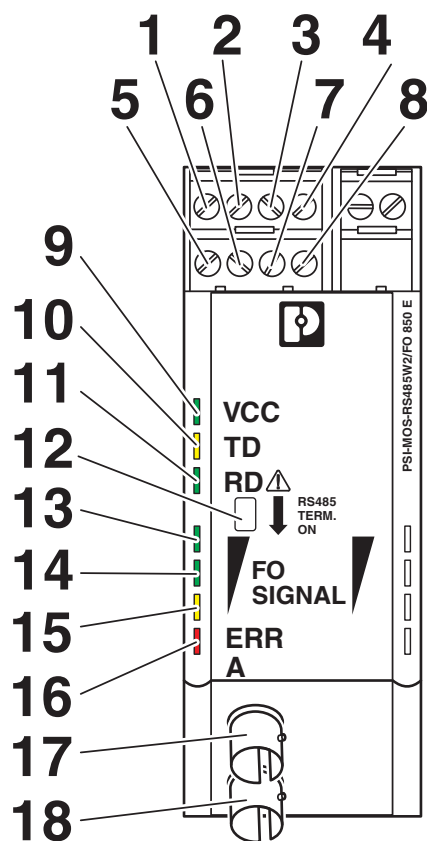 1 2 3 4
5 6 7 8
9
10
11
12
13
14
15
16
17
18
VCC
TD
RD
RS485
TERM.
ON
FO
SIGNAL
ERR
A
PSI-MOS-RS485W2/FO 850 E